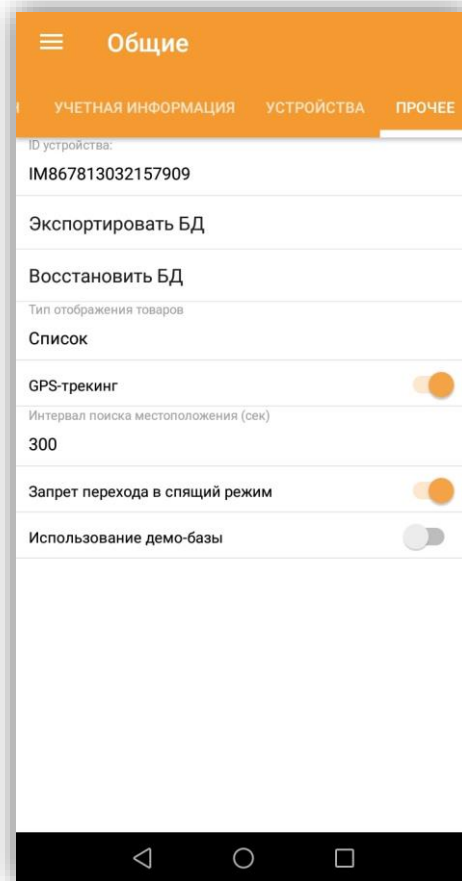 Общие
УЧЕТНАЯ ИНФОРМАЦИЯ УСТРОЙСТВА ПРОЧЕЕ
ID устройства:
IM867813032157909
Экспортировать БД
Восстановить БД
Тип отображения товаров
Список
GPS-трекинг
Интервал поиска местоположения (сек)
300
Запрет перехода в спящий режим
Использование демо-базы